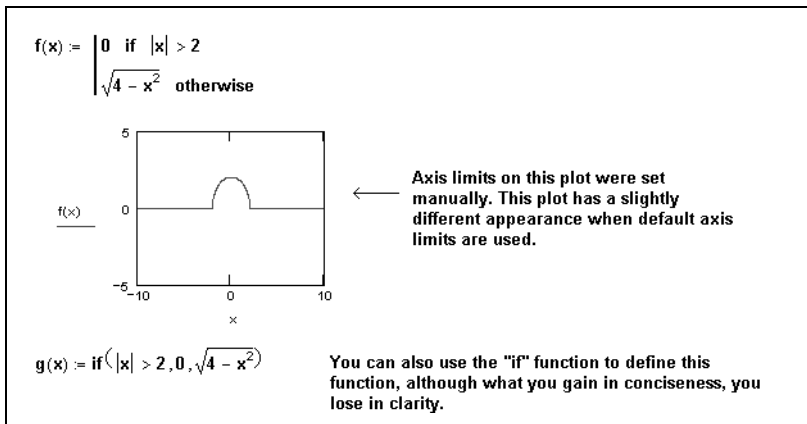 f(x) := 0 if |x| > 2
√4 − x² otherwise
5
Axis limits on this plot were set
manually. This plot has a slightly
different appearance when default axis
limits are used.
f(x)
0
−5
−10
0
10
x
g(x) := if(|x| > 2, 0, √4 − x²)
You can also use the "if" function to define this
function, although what you gain in conciseness, you
lose in clarity.